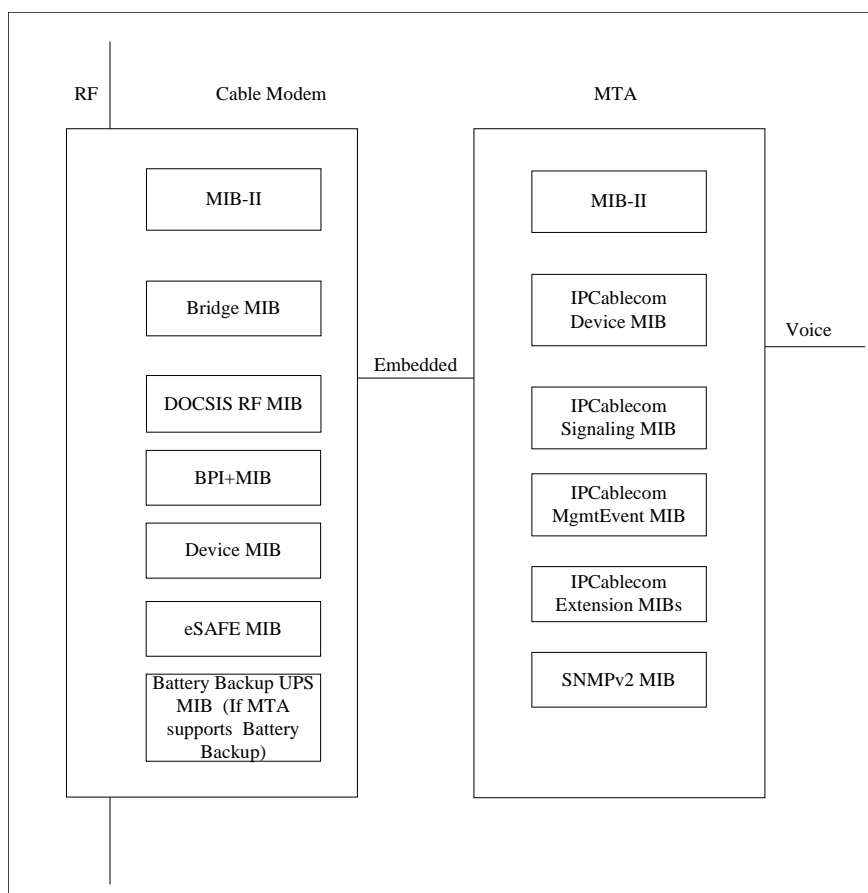 RF
Cable Modem
MTA
MIB-II
Bridge MIB
DOCSIS RF MIB
BPI+MIB
Device MIB
eSAFE MIB
Battery Backup UPS
MIB (If MTA
supports Battery
Backup)
Embedded
MIB-II
IPCablecom
Device MIB
IPCablecom
Signaling MIB
IPCablecom
MgmtEvent MIB
IPCablecom
Extension MIBs
SNMPv2 MIB
Voice